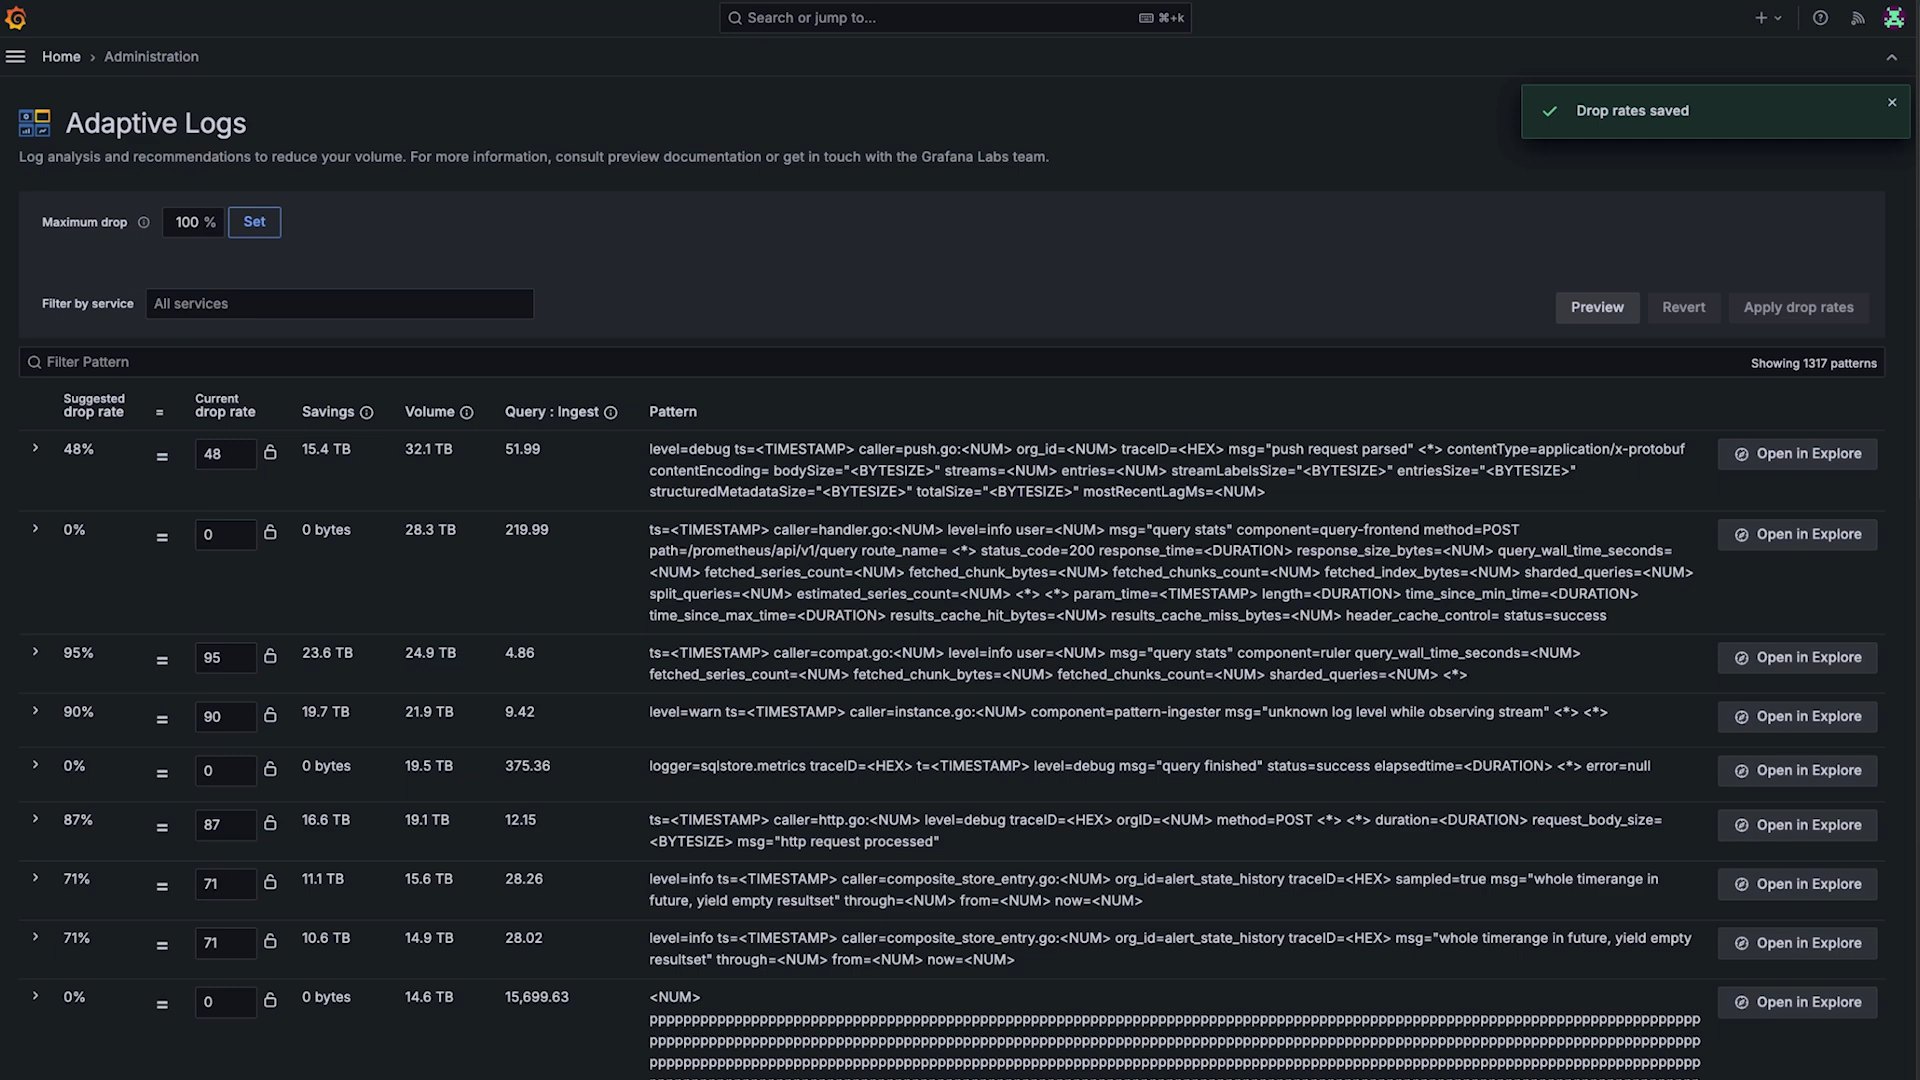 Search or jump to...
⌘+k
Home › Administration
Drop rates saved
Adaptive Logs
Log analysis and recommendations to reduce your volume. For more information, consult preview documentation or get in touch with the Grafana Labs team.
Maximum drop 100 % Set
Filter by service All services
Preview Revert Apply drop rates
Filter Pattern
Showing 1317 patterns
Suggested drop rate = Current drop rate Savings Volume Query : Ingest Pattern
48% = 48 15.4 TB 32.1 TB 51.99 level=debug ts=<TIMESTAMP> caller=push.go:<NUM> org_id=<NUM> traceID=<HEX> msg="push request parsed" <*> contentType=application/x-protobuf Open in Explore
contentEncoding= bodySize="<BYTESIZE>" streams=<NUM> entries=<NUM> streamLabelsSize="<BYTESIZE>" entriesSize="<BYTESIZE>"
structuredMetadataSize="<BYTESIZE>" totalSize="<BYTESIZE>" mostRecentLagMs=<NUM>
0% = 0 0 bytes 28.3 TB 219.99 ts=<TIMESTAMP> caller=handler.go:<NUM> level=info user=<NUM> msg="query stats" component=query-frontend method=POST Open in Explore
path=/prometheus/api/v1/query route_name= <*> status_code=200 response_time=<DURATION> response_size_bytes=<NUM> query_wall_time_seconds=
<NUM> fetched_series_count=<NUM> fetched_chunk_bytes=<NUM> fetched_chunks_count=<NUM> fetched_index_bytes=<NUM> sharded_queries=<NUM>
split_queries=<NUM> estimated_series_count=<NUM> <*> <*> param_time=<TIMESTAMP> length=<DURATION> time_since_min_time=<DURATION>
time_since_max_time=<DURATION> results_cache_hit_bytes=<NUM> results_cache_miss_bytes=<NUM> header_cache_control= status=success
95% = 95 23.6 TB 24.9 TB 4.86 ts=<TIMESTAMP> caller=compat.go:<NUM> level=info user=<NUM> msg="query stats" component=ruler query_wall_time_seconds=<NUM> Open in Explore
fetched_series_count=<NUM> fetched_chunk_bytes=<NUM> fetched_chunks_count=<NUM> sharded_queries=<NUM> <*>
90% = 90 19.7 TB 21.9 TB 9.42 level=warn ts=<TIMESTAMP> caller=instance.go:<NUM> component=pattern-ingester msg="unknown log level while observing stream" <*> <*> Open in Explore
0% = 0 0 bytes 19.5 TB 375.36 logger=sqlstore.metrics traceID=<HEX> t=<TIMESTAMP> level=debug msg="query finished" status=success elapsedtime=<DURATION> <*> error=null Open in Explore
87% = 87 16.6 TB 19.1 TB 12.15 ts=<TIMESTAMP> caller=http.go:<NUM> level=debug traceID=<HEX> orgID=<NUM> method=POST <*> <*> duration=<DURATION> request_body_size= Open in Explore
<BYTESIZE> msg="http request processed"
71% = 71 11.1 TB 15.6 TB 28.26 level=info ts=<TIMESTAMP> caller=composite_store_entry.go:<NUM> org_id=alert_state_history traceID=<HEX> sampled=true msg="whole timerange in Open in Explore
future, yield empty resultset" through=<NUM> from=<NUM> now=<NUM>
71% = 71 10.6 TB 14.9 TB 28.02 level=info ts=<TIMESTAMP> caller=composite_store_entry.go:<NUM> org_id=alert_state_history traceID=<HEX> msg="whole timerange in future, yield empty Open in Explore
resultset" through=<NUM> from=<NUM> now=<NUM>
0% = 0 0 bytes 14.6 TB 15,699.63 <NUM> Open in Explore